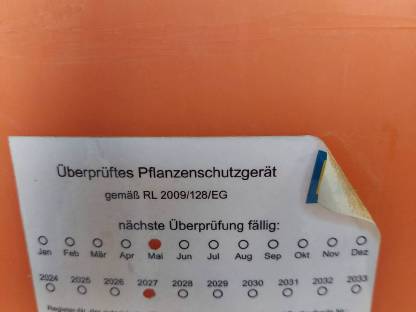 Überprüftes Pflanzenschutzgerät
gemäß RL 2009/128/EG
nächste Überprüfung fällig:
Jan Feb Mär Apr Mai Jun Jul Aug Sep Okt Nov Dez
2024 2025 2026 2027 2028 2029 2030 2031 2032 2033